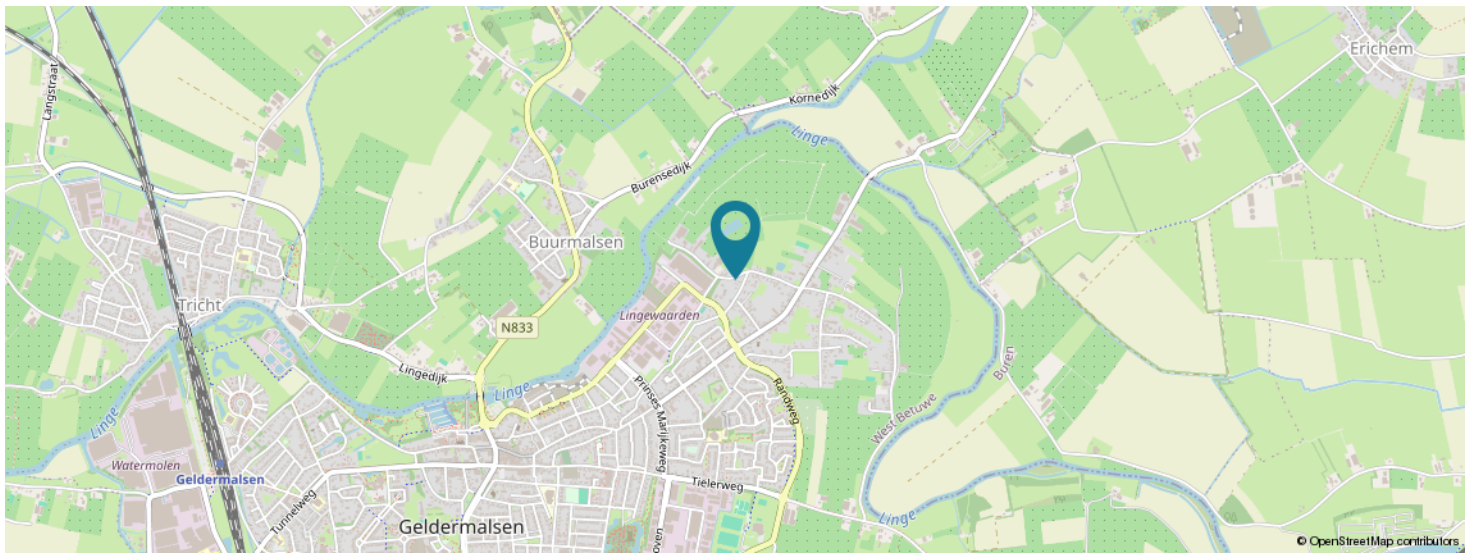 Erichem
Langstraat
Kornedijk
Linge
Burensedijk
Buurmalsen
Tricht
Lingewaarden
N833
Lingedijk
Linge
Buren
West Betuwe
Prinses Marijkeweg
Randweg
Linge
Watermolen
Geldermalsen
Tunnelweg
Tielerweg
Linge
Geldermalsen
hoven
© OpenStreetMap contributors